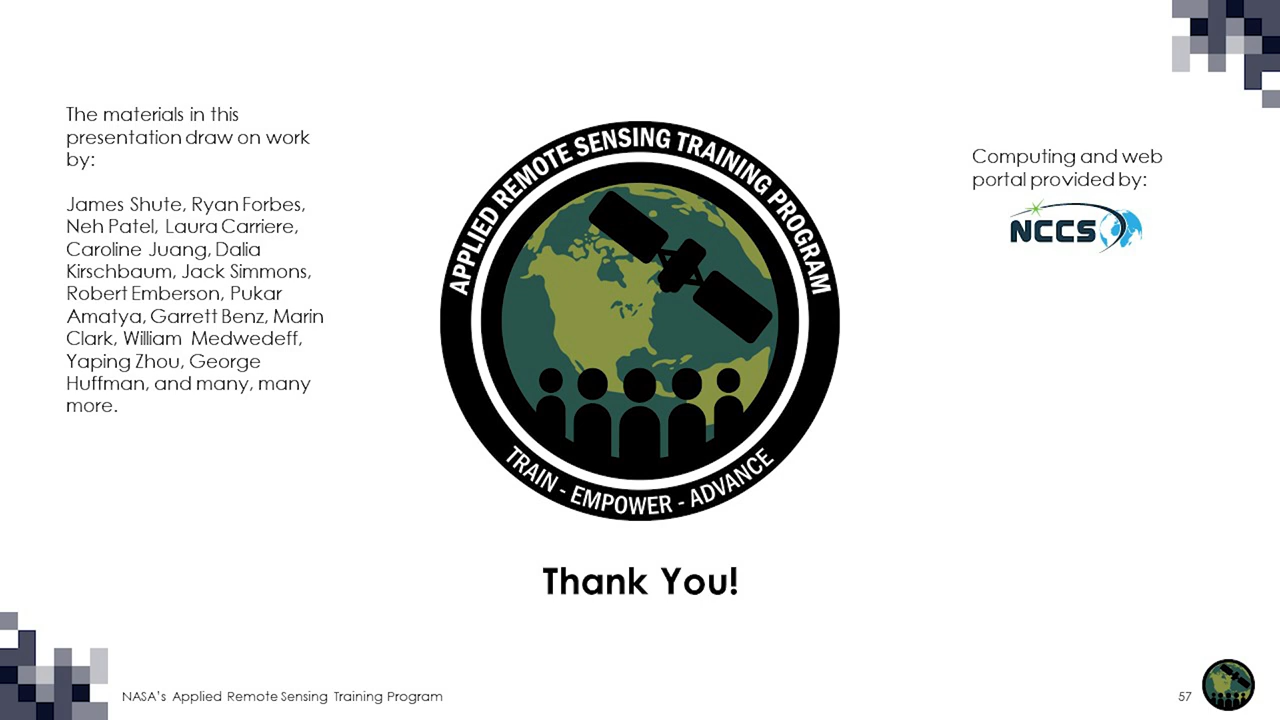 The materials in this
presentation draw on work
by:
James Shute, Ryan Forbes,
Neh Patel, Laura Carriere,
Caroline Juang, Dalia
Kirschbaum, Jack Simmons,
Robert Emberson, Pukar
Amatya, Garrett Benz, Marin
Clark, William Medwedeff,
Yaping Zhou, George
Huffman, and many, many
more.
APPLIED REMOTE SENSING TRAINING PROGRAM
TRAIN - EMPOWER - ADVANCE
Computing and web
portal provided by:
NCCS
Thank You!
NASA's Applied Remote Sensing Training Program
57